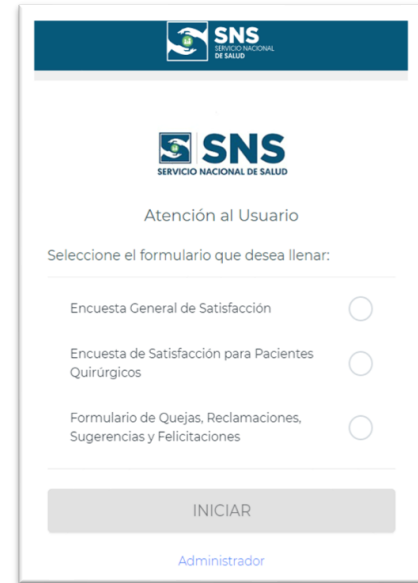 SNS
SERVICIO NACIONAL
DE SALUD
SNS
SERVICIO NACIONAL DE SALUD
Atención al Usuario
Seleccione el formulario que desea llenar:
Encuesta General de Satisfacción
Encuesta de Satisfacción para Pacientes
Quirúrgicos
Formulario de Quejas, Reclamaciones,
Sugerencias y Felicitaciones
INICIAR
Administrador